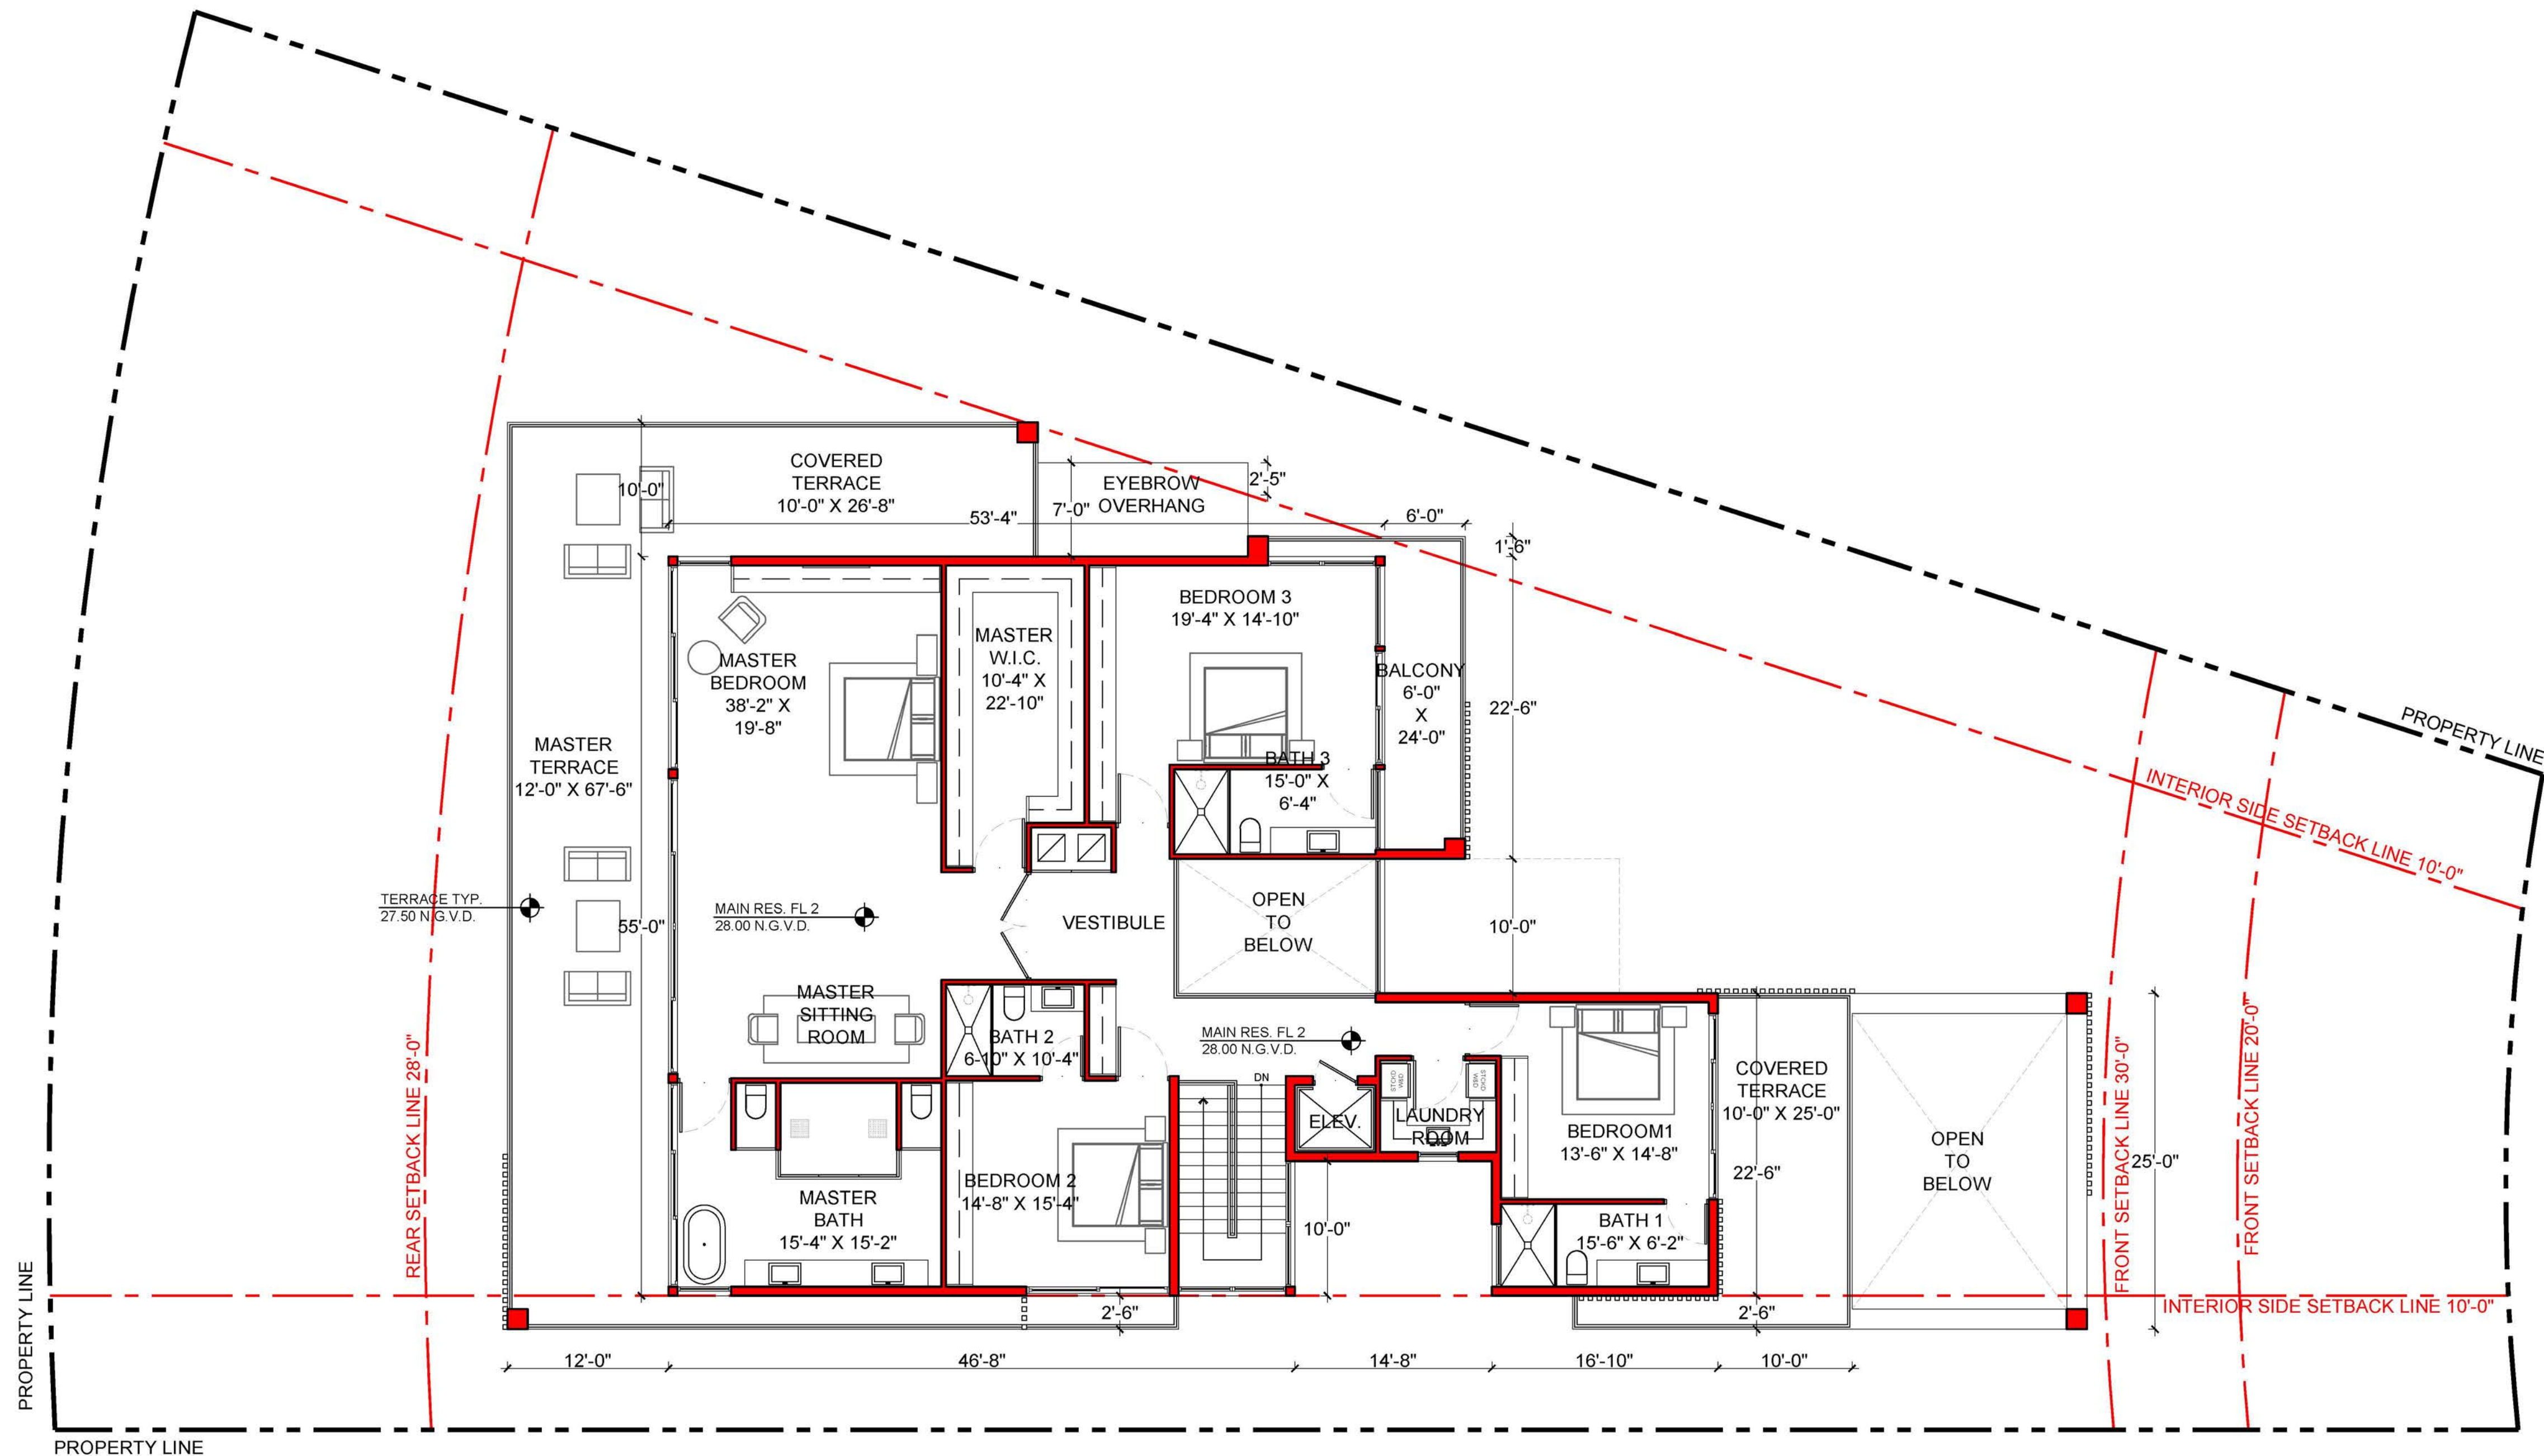 COVERED
TERRACE
10'-0" X 26'-8"
10'-0"
EYEBROW
OVERHANG
2'-5"
7'-0"
53'-4"
6'-0"
1'-6"
BEDROOM 3
19'-4" X 14'-10"
MASTER
W.I.C.
10'-4" X
22'-10"
MASTER
BEDROOM
38'-2" X
19'-8"
BALCONY
6'-0"
X
24'-0"
22'-6"
PROPERTY LINE
MASTER
TERRACE
12'-0" X 67'-6"
BATH 3
15'-0" X
6'-4"
INTERIOR SIDE SETBACK LINE 10'-0"
TERRACE TYP.
27.50 N.G.V.D.
MAIN RES. FL 2
28.00 N.G.V.D.
55'-0"
VESTIBULE
OPEN
TO
BELOW
10'-0"
MASTER
SITTING
ROOM
BATH 2
6-10" X 10'-4"
MAIN RES. FL 2
28.00 N.G.V.D.
DN
STCKD
W&D
STCKD
W&D
ELEV.
LAUNDRY
ROOM
COVERED
TERRACE
10'-0" X 25'-0"
BEDROOM1
13'-6" X 14'-8"
22'-6"
OPEN
TO
BELOW
25'-0"
REAR SETBACK LINE 28'-0"
FRONT SETBACK LINE 30'-0"
FRONT SETBACK LINE 20'-0"
MASTER
BATH
15'-4" X 15'-2"
BEDROOM 2
14'-8" X 15'-4"
10'-0"
BATH 1
15'-6" X 6'-2"
2'-6"
2'-6"
INTERIOR SIDE SETBACK LINE 10'-0"
PROPERTY LINE
12'-0"
46'-8"
14'-8"
16'-10"
10'-0"
PROPERTY LINE